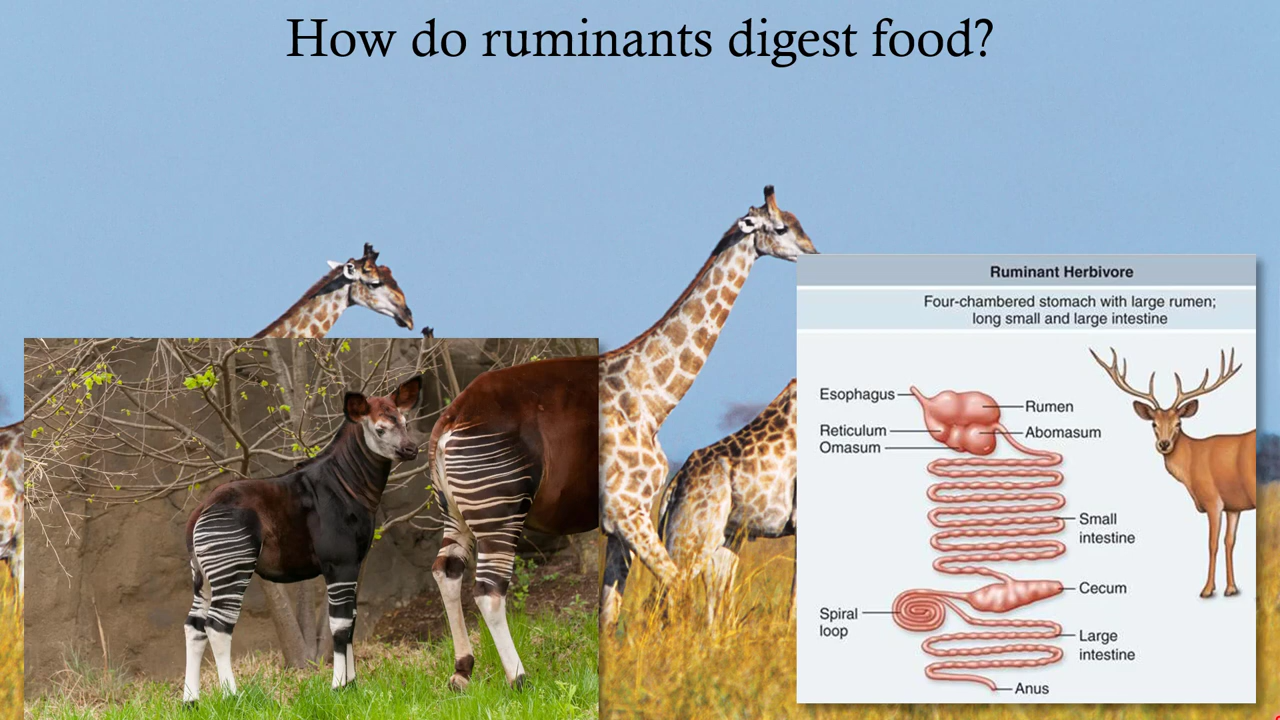 How do ruminants digest food?
Ruminant Herbivore
Four-chambered stomach with large rumen;
long small and large intestine
Esophagus
Rumen
Reticulum
Abomasum
Omasum
Small
intestine
Cecum
Spiral
loop
Large
intestine
Anus